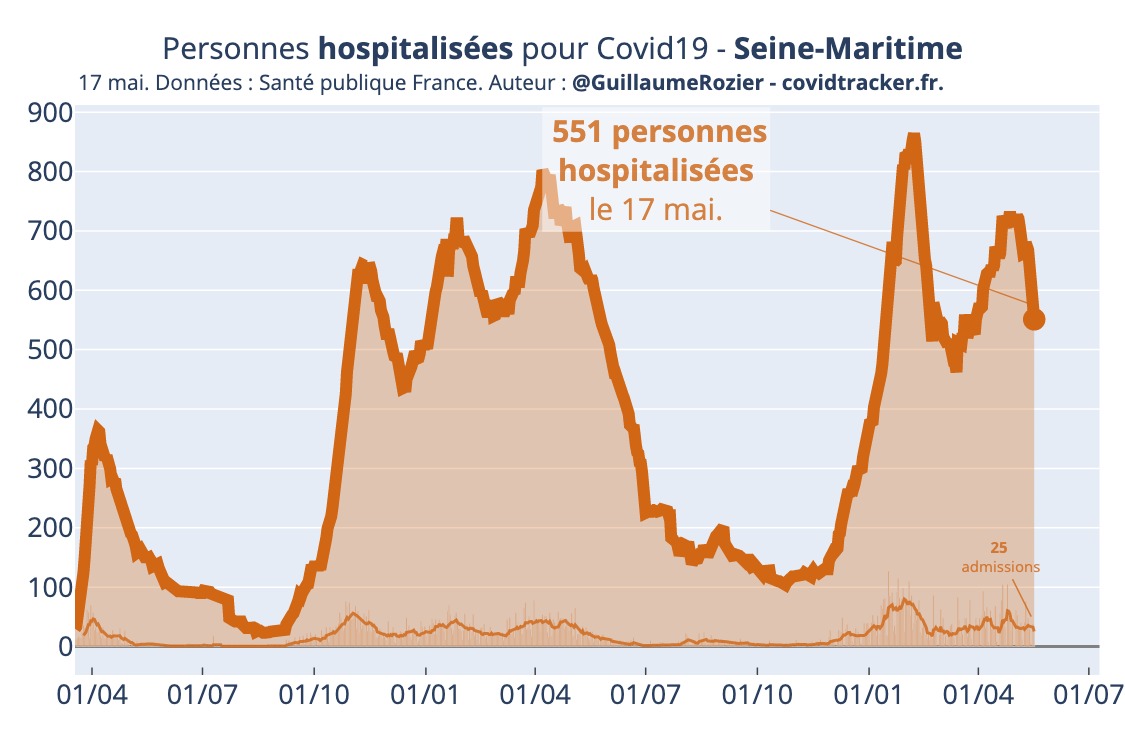 Personnes hospitalisées pour Covid19 - Seine-Maritime
17 mai. Données : Santé publique France. Auteur : @GuillaumeRozier - covidtracker.fr.
900
551 personnes
hospitalisées
le 17 mai.
800
700
600
500
400
300
200
25
admissions
100
0
01/04 01/07 01/10 01/01 01/04 01/07 01/10 01/01 01/04 01/07